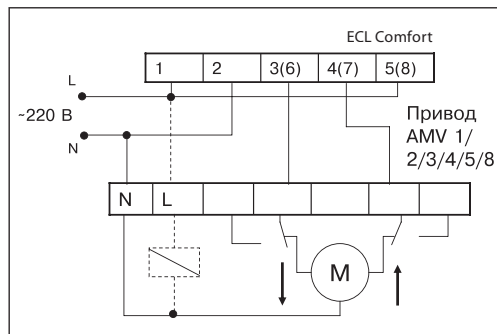 ECL Comfort
1 2 3(6) 4(7) 5(8)
L
~220 В
N
Привод
AMV 1/
2/3/4/5/8
N L
M